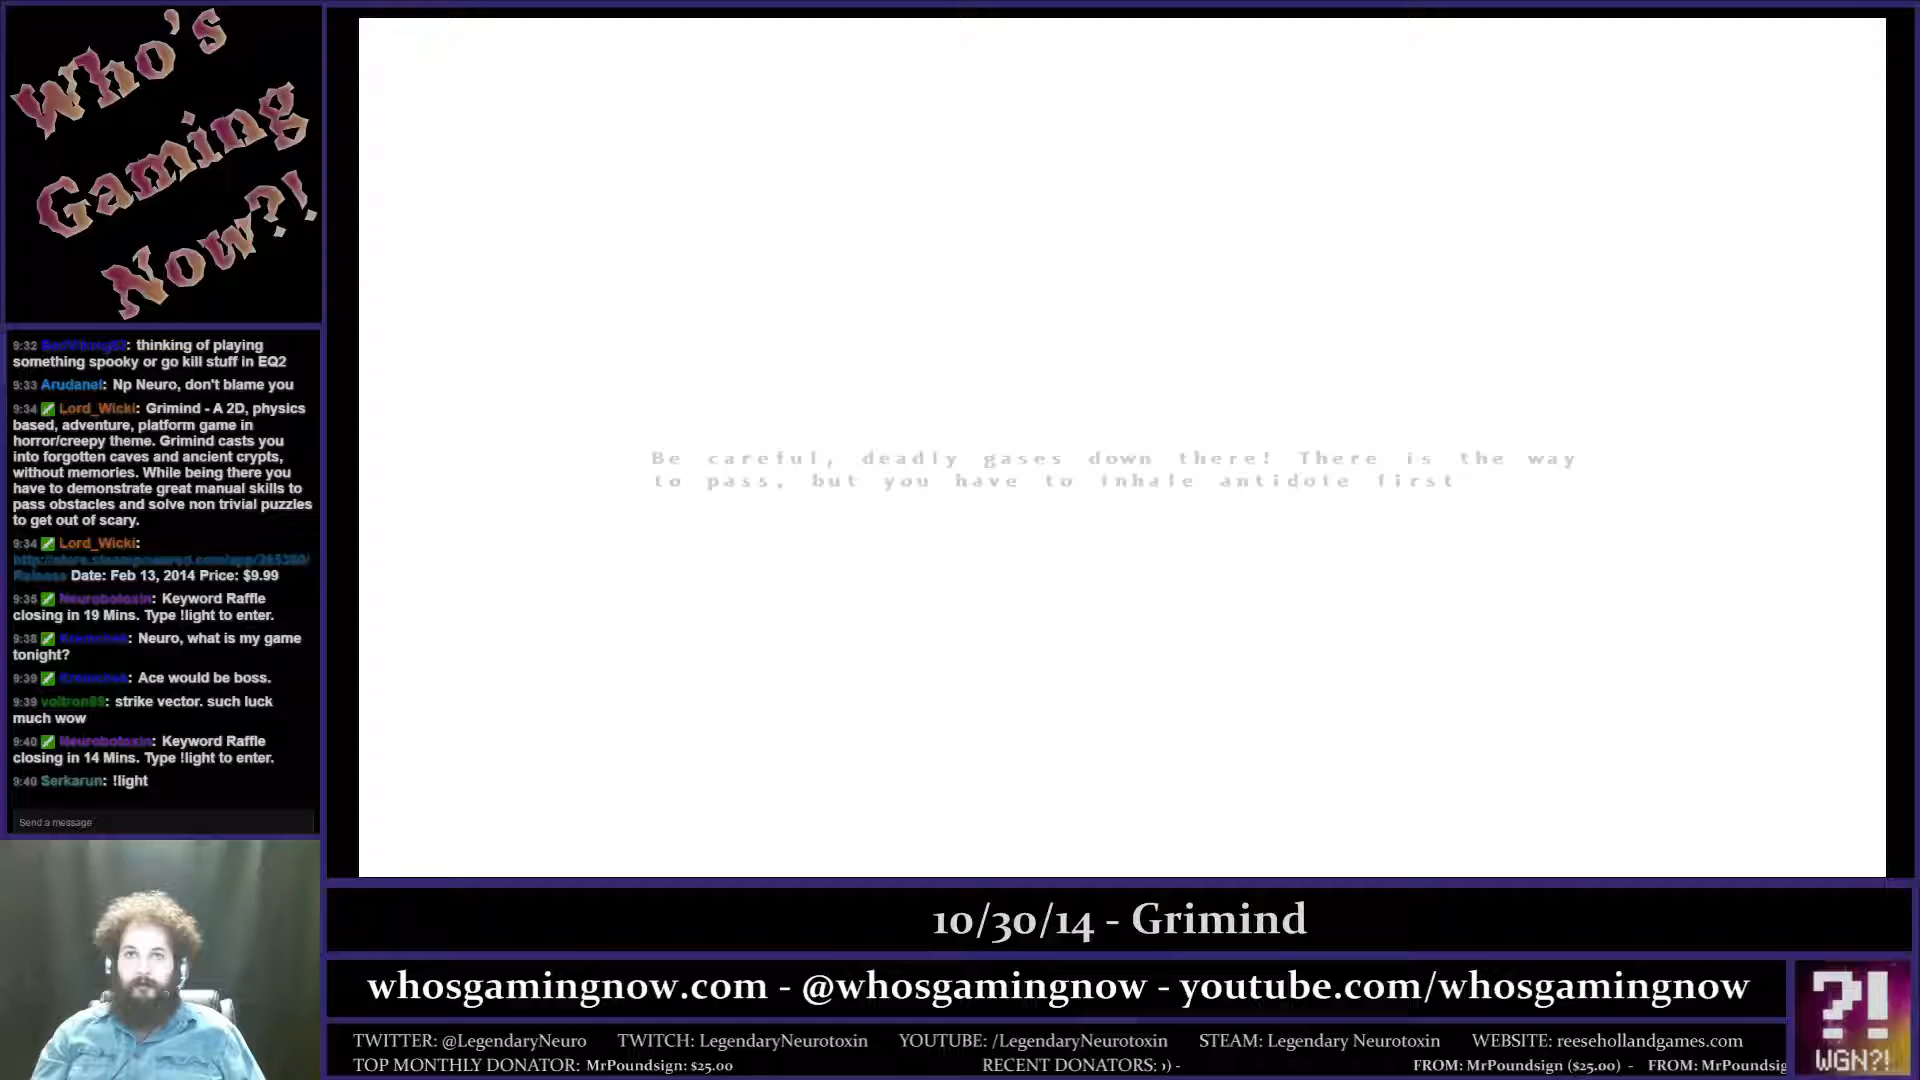 Who's
Gaming
Now?!
9:32 BadViking82: thinking of playing
something spooky or go kill stuff in EQ2
9:33 Arudanel: Np Neuro, don't blame you
9:34 Lord_Wicki: Grimind - A 2D, physics
based, adventure, platform game in
horror/creepy theme. Grimind casts you
into forgotten caves and ancient crypts,
without memories. While being there you
have to demonstrate great manual skills to
pass obstacles and solve non trivial puzzles
to get out of scary.
9:34 Lord_Wicki:
Date: Feb 13, 2014 Price: $9.99
9:35 Neurobotoxin: Keyword Raffle
closing in 19 Mins. Type !light to enter.
9:38 : Neuro, what is my game
tonight?
9:39 : Ace would be boss.
9:39 voltron88: strike vector. such luck
much wow
9:40 Neurobotoxin: Keyword Raffle
closing in 14 Mins. Type !light to enter.
9:40 Serkarun: !light
Send a message
Be careful, deadly gases down there! There is the way
to pass, but you have to inhale antidote first
10/30/14 - Grimind
whosgamingnow.com - @whosgamingnow - youtube.com/whosgamingnow
TWITTER: @LegendaryNeuro TWITCH: LegendaryNeurotoxin YOUTUBE: /LegendaryNeurotoxin STEAM: Legendary Neurotoxin WEBSITE: reesehollandgames.com
TOP MONTHLY DONATOR: MrPoundsign: $25.00 RECENT DONATORS: 1) - FROM: MrPoundsign ($25.00) - FROM: MrPoundsig
?!
WGN?!